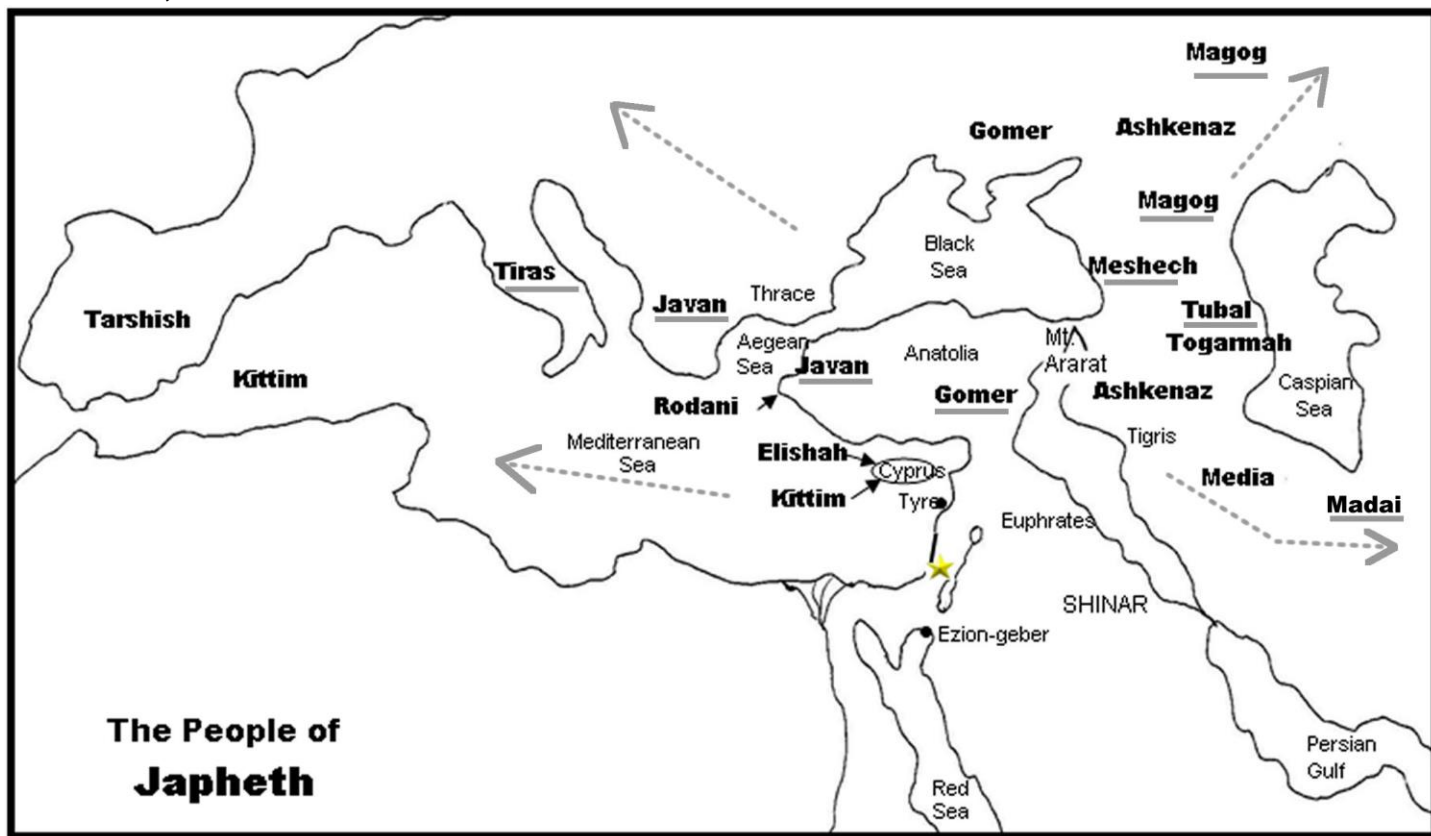 Magog
Gomer
Ashkenaz
Magog
Black
Sea
Meshech
Tiras
Thrace
Javan
Tarshish
Tubal
Togarmah
Mt.
Ararat
Aegean
Sea
Anatolia
Javan
Kittim
Gomer
Ashkenaz
Caspian
Sea
Rodani
Tigris
Mediterranean
Sea
Elishah
Cyprus
Media
Kittim
Tyre
Madai
Euphrates
SHINAR
Ezion-geber
The People of
Japheth
Persian
Gulf
Red
Sea